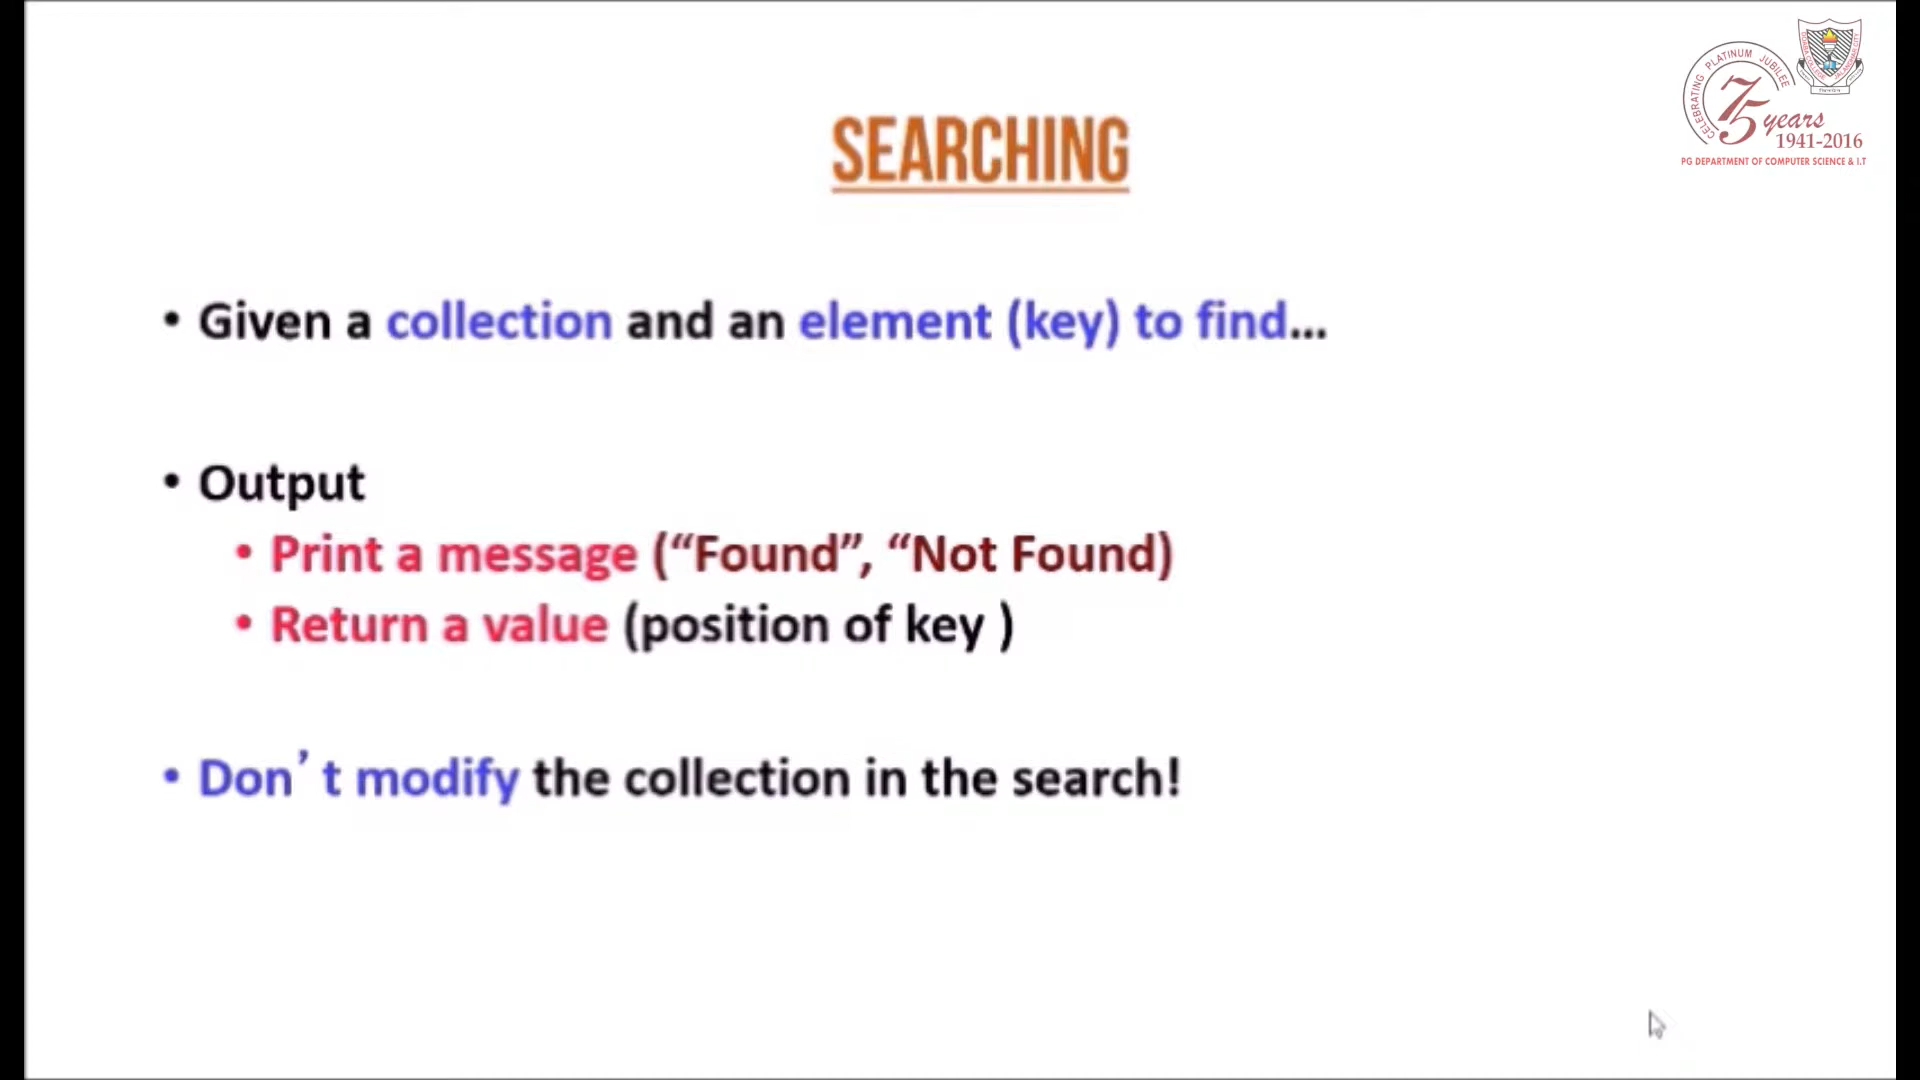 CELEBRATING PLATINUM JUBILEE
75 years
1941-2016
PG DEPARTMENT OF COMPUTER SCIENCE & I.T
SEARCHING
• Given a collection and an element (key) to find...
• Output
• Print a message (“Found”, “Not Found)
• Return a value (position of key )
• Don’ t modify the collection in the search!